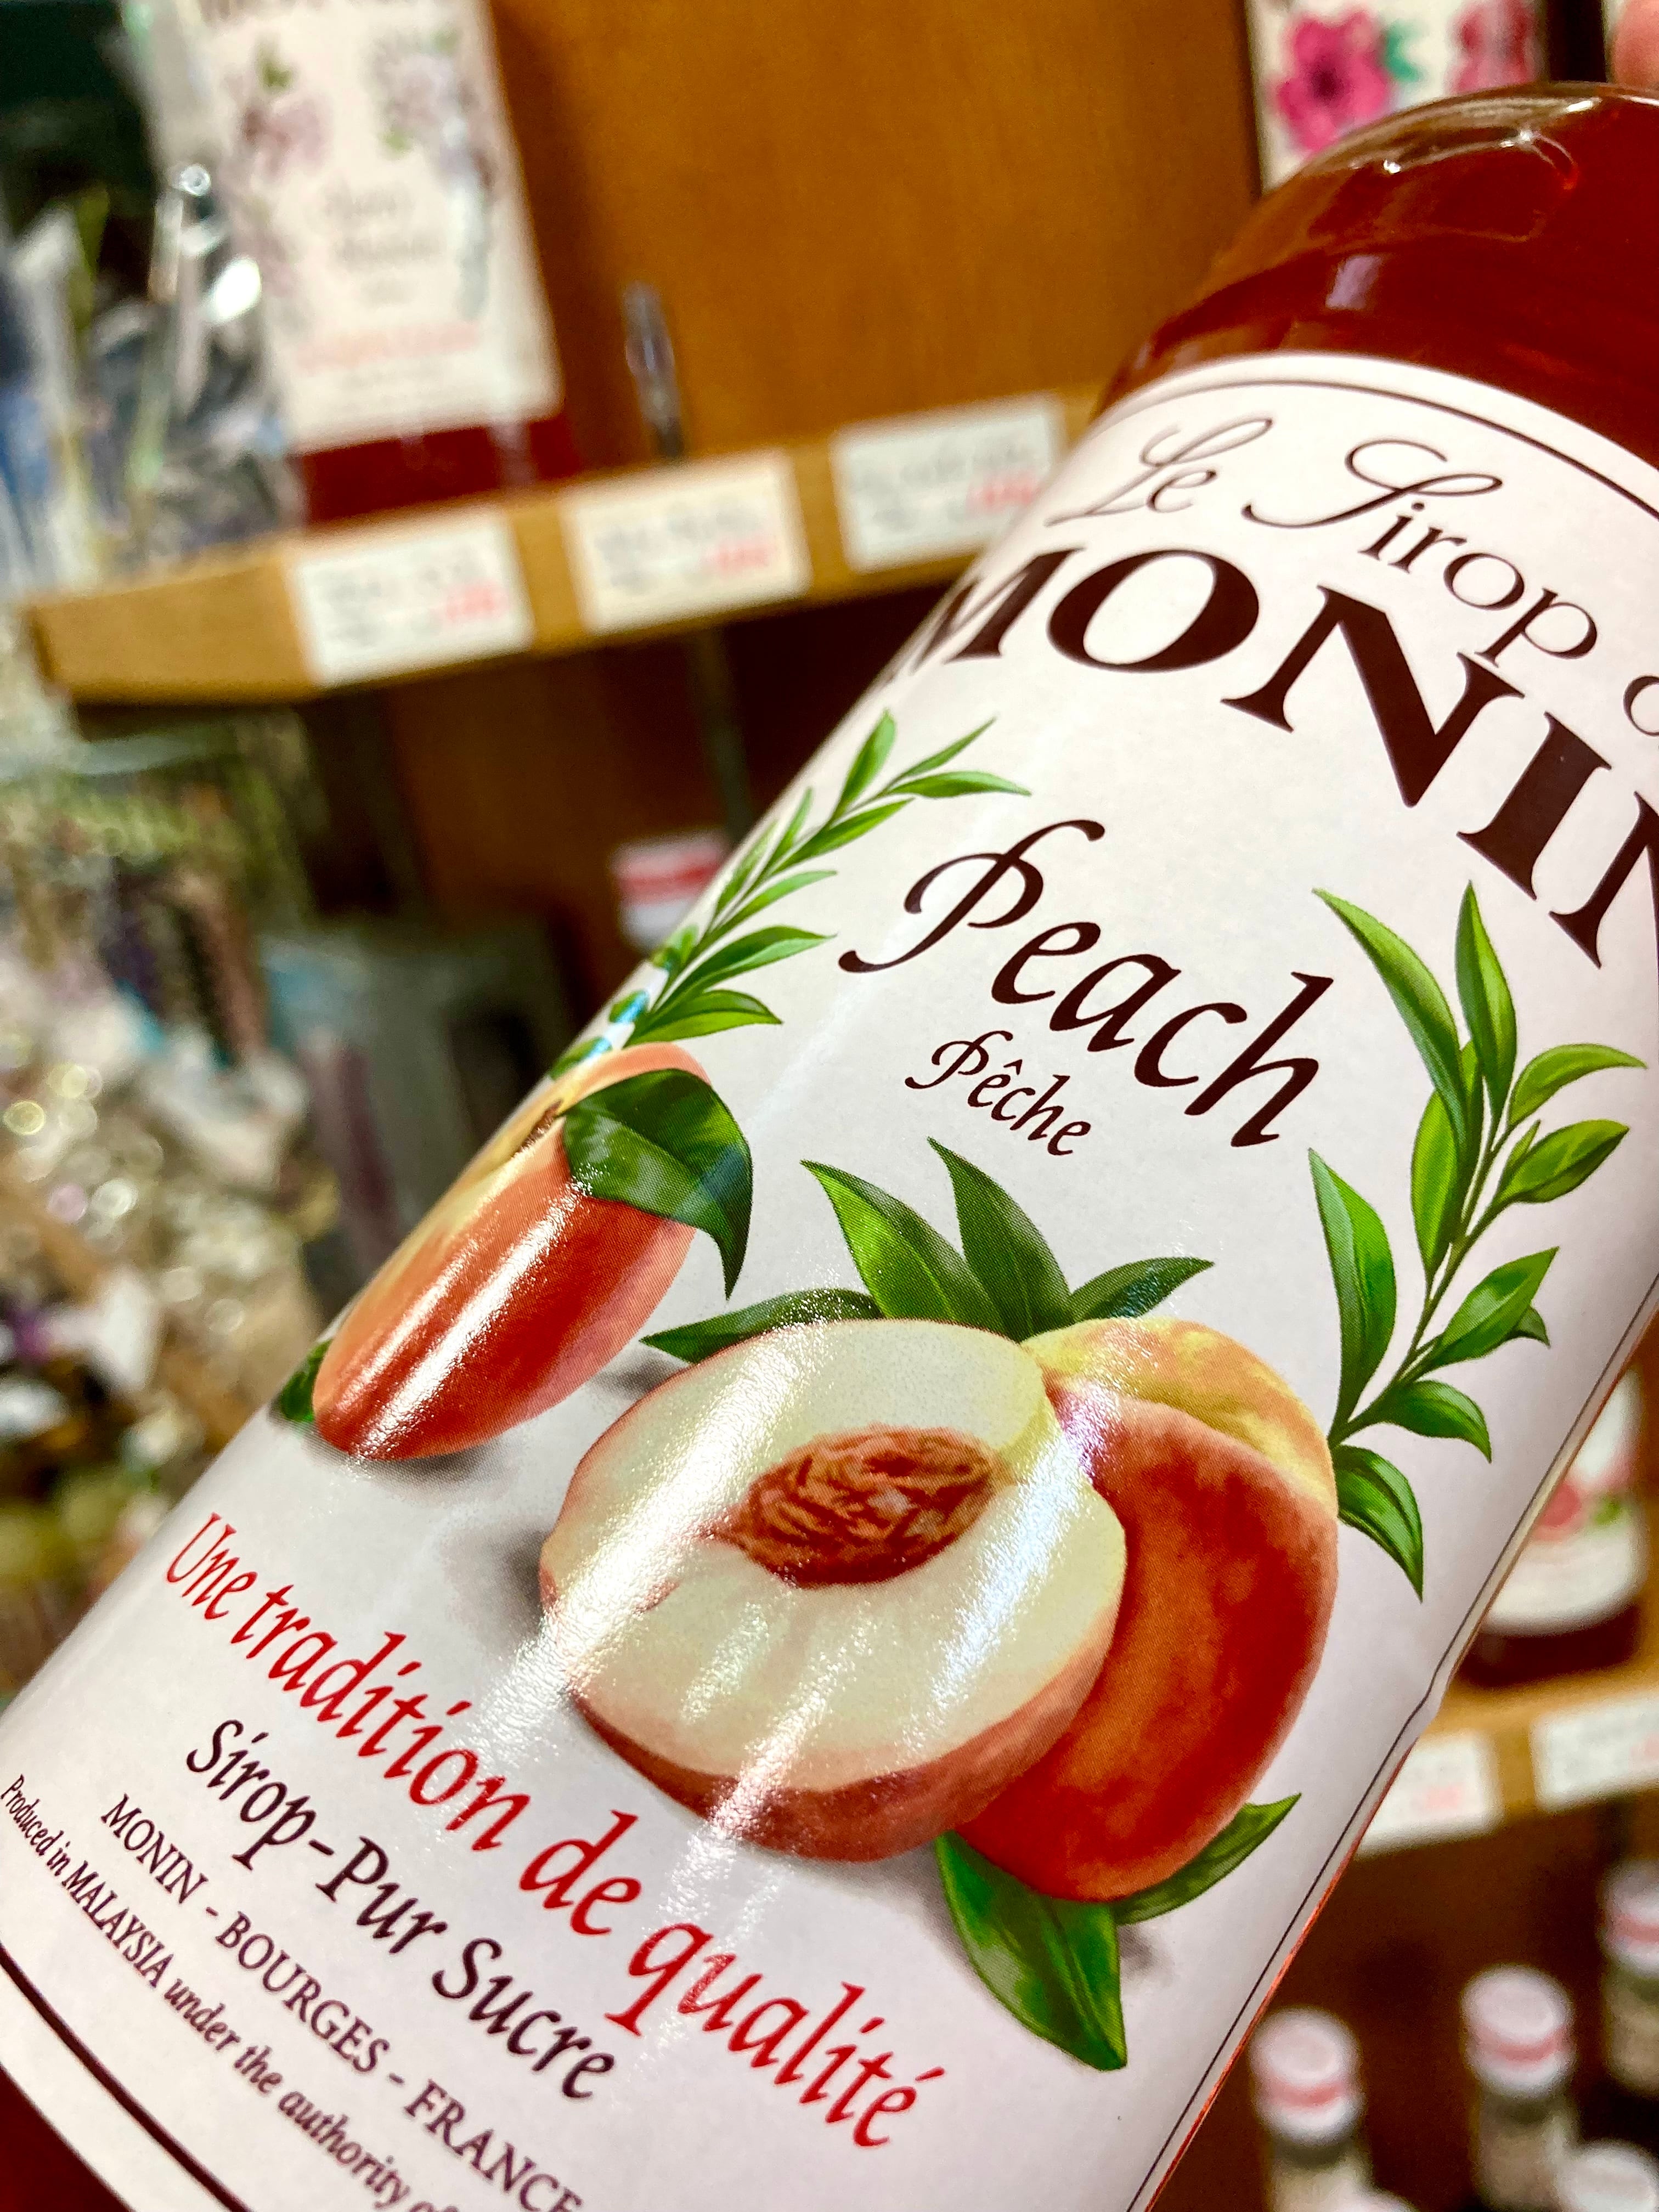 Le Sirop
MONIN
Peach
Pêche
Une tradition de qualité
Sirop-Pur Sucre
MONIN - BOURGES - FRANCE
Produced in MALAYSIA under the authority of